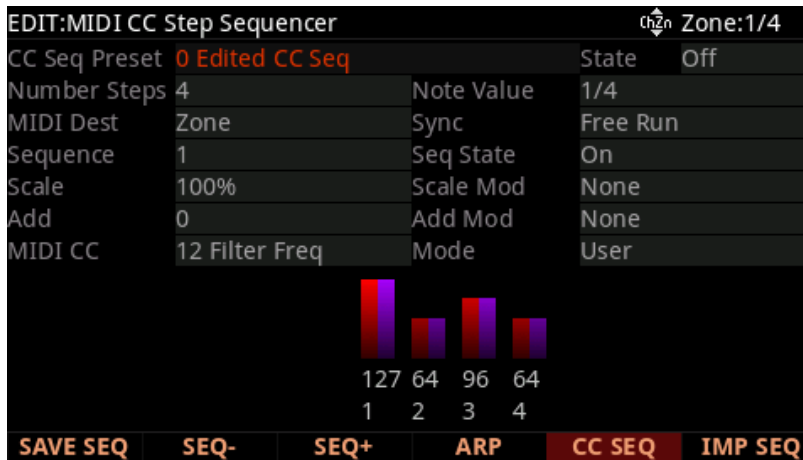 EDIT:MIDI CC Step Sequencer ChZn Zone:1/4
CC Seq Preset 0 Edited CC Seq State Off
Number Steps 4 Note Value 1/4
MIDI Dest Zone Sync Free Run
Sequence 1 Seq State On
Scale 100% Scale Mod None
Add 0 Add Mod None
MIDI CC 12 Filter Freq Mode User
127 64 96 64
1 2 3 4
SAVE SEQ SEQ- SEQ+ ARP CC SEQ IMP SEQ